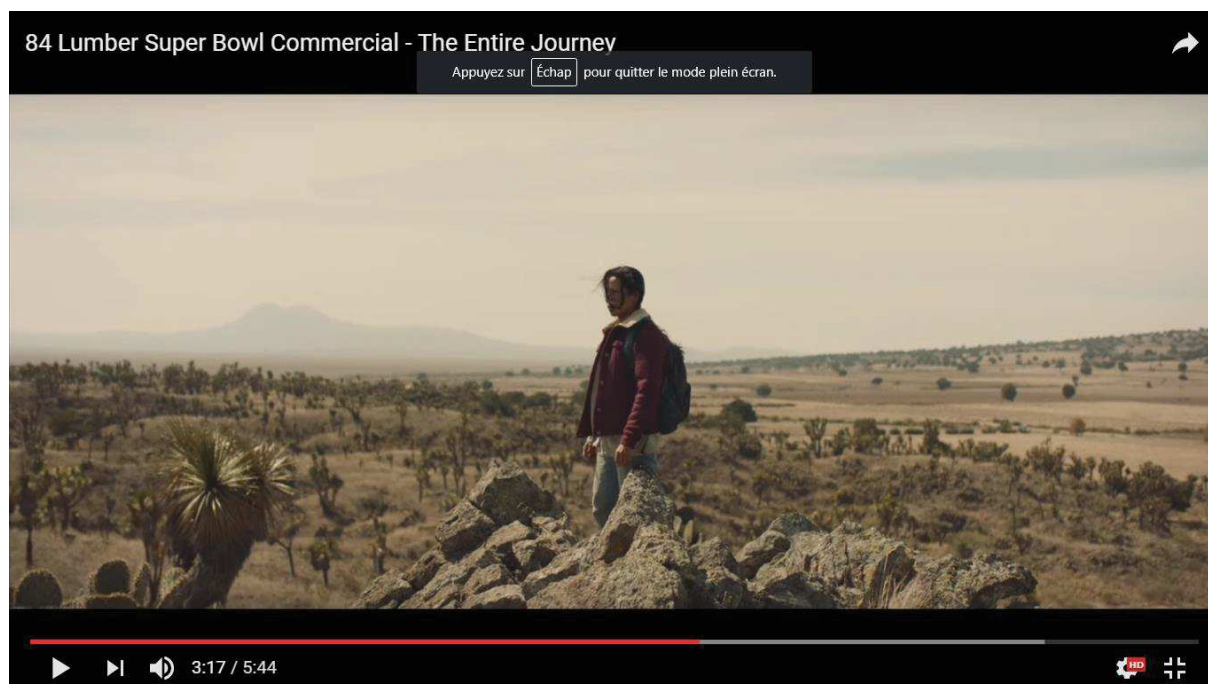 84 Lumber Super Bowl Commercial - The Entire Journey
Appuyez sur Échap pour quitter le mode plein écran.
3:17 / 5:44
HD